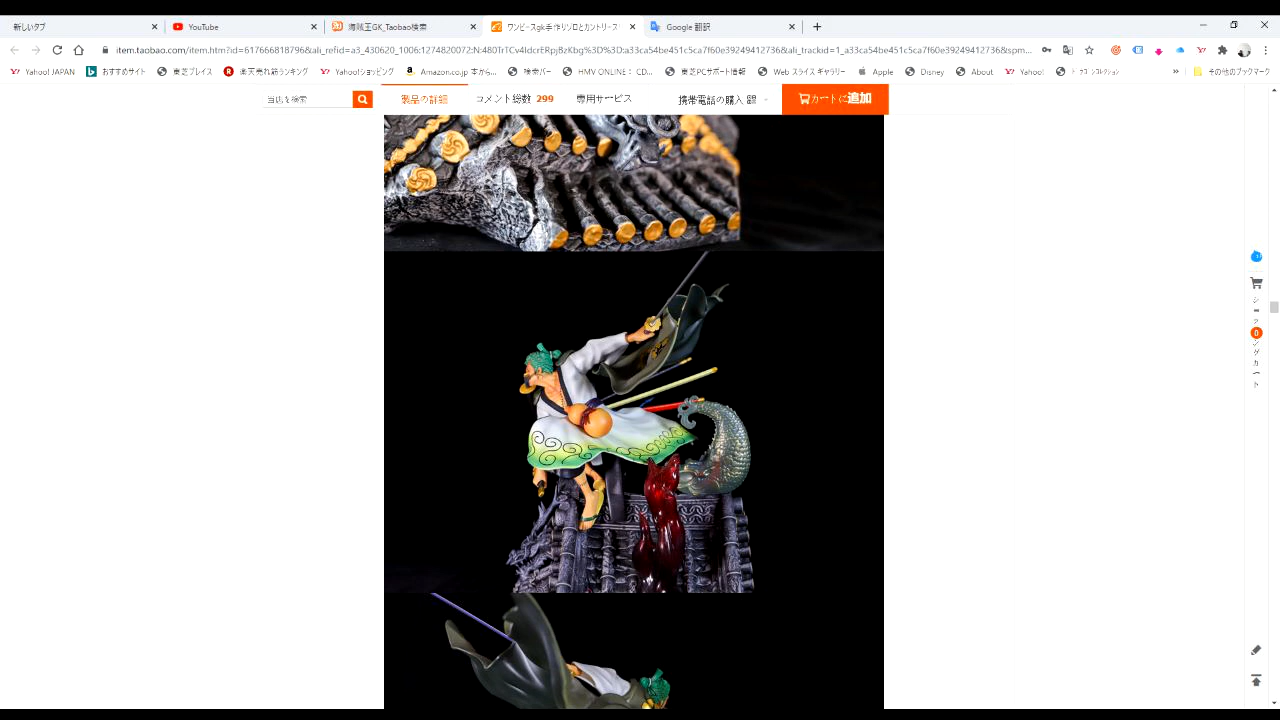 新しいタブ
YouTube
海贼王GK_Taobao検索
ワンピースgk手作りゾロとカントリース
Google 翻訳
item.taobao.com/item.htm?id=617666818796&ali_refid=a3_430620_1006:1274820072:N:480TrTCv4IdcrERpjBzKbg%3D%3D:a33ca54be451c5ca7f60e39249412736&ali_trackid=1_a33ca54be451c5ca7f60e39249412736&spm...
Yahoo! JAPAN
おすすめサイト
東芝プレイス
楽天売れ筋ランキング
Yahoo!ショッピング
Amazon.co.jp 本から...
検索バー
HMV ONLINE： CD...
東芝PCサポート情報
Web スライス ギャラリー
Apple
Disney
About
Yahoo!
»
その他のブックマーク
当店を検索
製品の詳細
コメント総数 299
専用サービス
携帯電話の購入
カートに追加
0